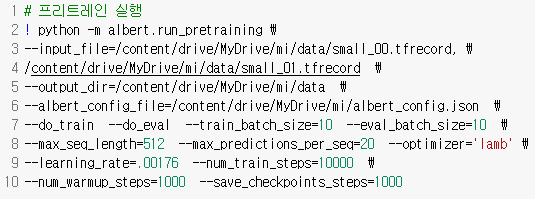 1 # 프리트레인 실행
2 ! python -m albert.run_pretraining ₩
3 --input_file=/content/drive/MyDrive/mi/data/small_00.tfrecord, ₩
4 /content/drive/MyDrive/mi/data/small_01.tfrecord ₩
5 --output_dir=/content/drive/MyDrive/mi/data ₩
6 --albert_config_file=/content/drive/MyDrive/mi/albert_config.json ₩
7 --do_train --do_eval --train_batch_size=10 --eval_batch_size=10 ₩
8 --max_seq_length=512 --max_predictions_per_seq=20 --optimizer='lamb' ₩
9 --learning_rate=.00176 --num_train_steps=10000 ₩
10 --num_warmup_steps=1000 --save_checkpoints_steps=1000